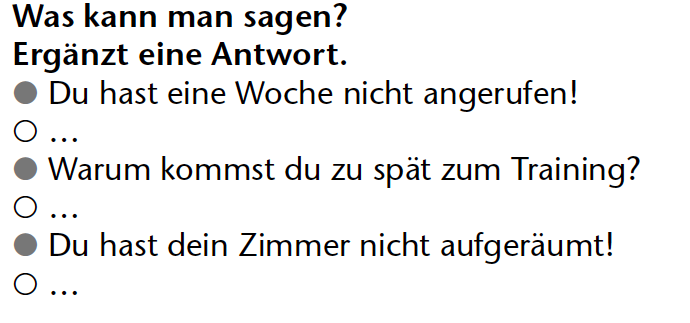 Was kann man sagen?
Ergänzt eine Antwort.
● Du hast eine Woche nicht angerufen!
○ …
● Warum kommst du zu spät zum Training?
○ …
● Du hast dein Zimmer nicht aufgeräumt!
○ …